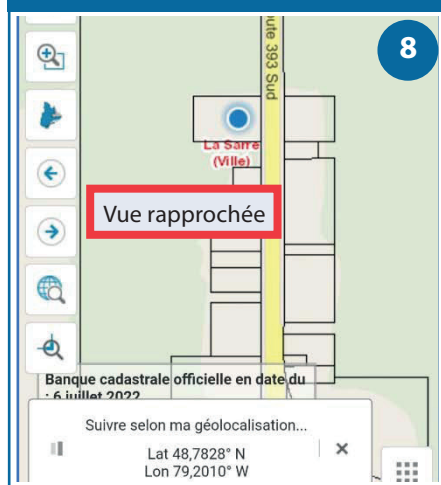 8
ute 393 Sud
La Sarre
(Ville)
Vue rapprochée
Banque cadastrale officielle en date du
: 6 juillet 2022
Suivre selon ma géolocalisation...
Lat 48,7828° N
Lon 79,2010° W